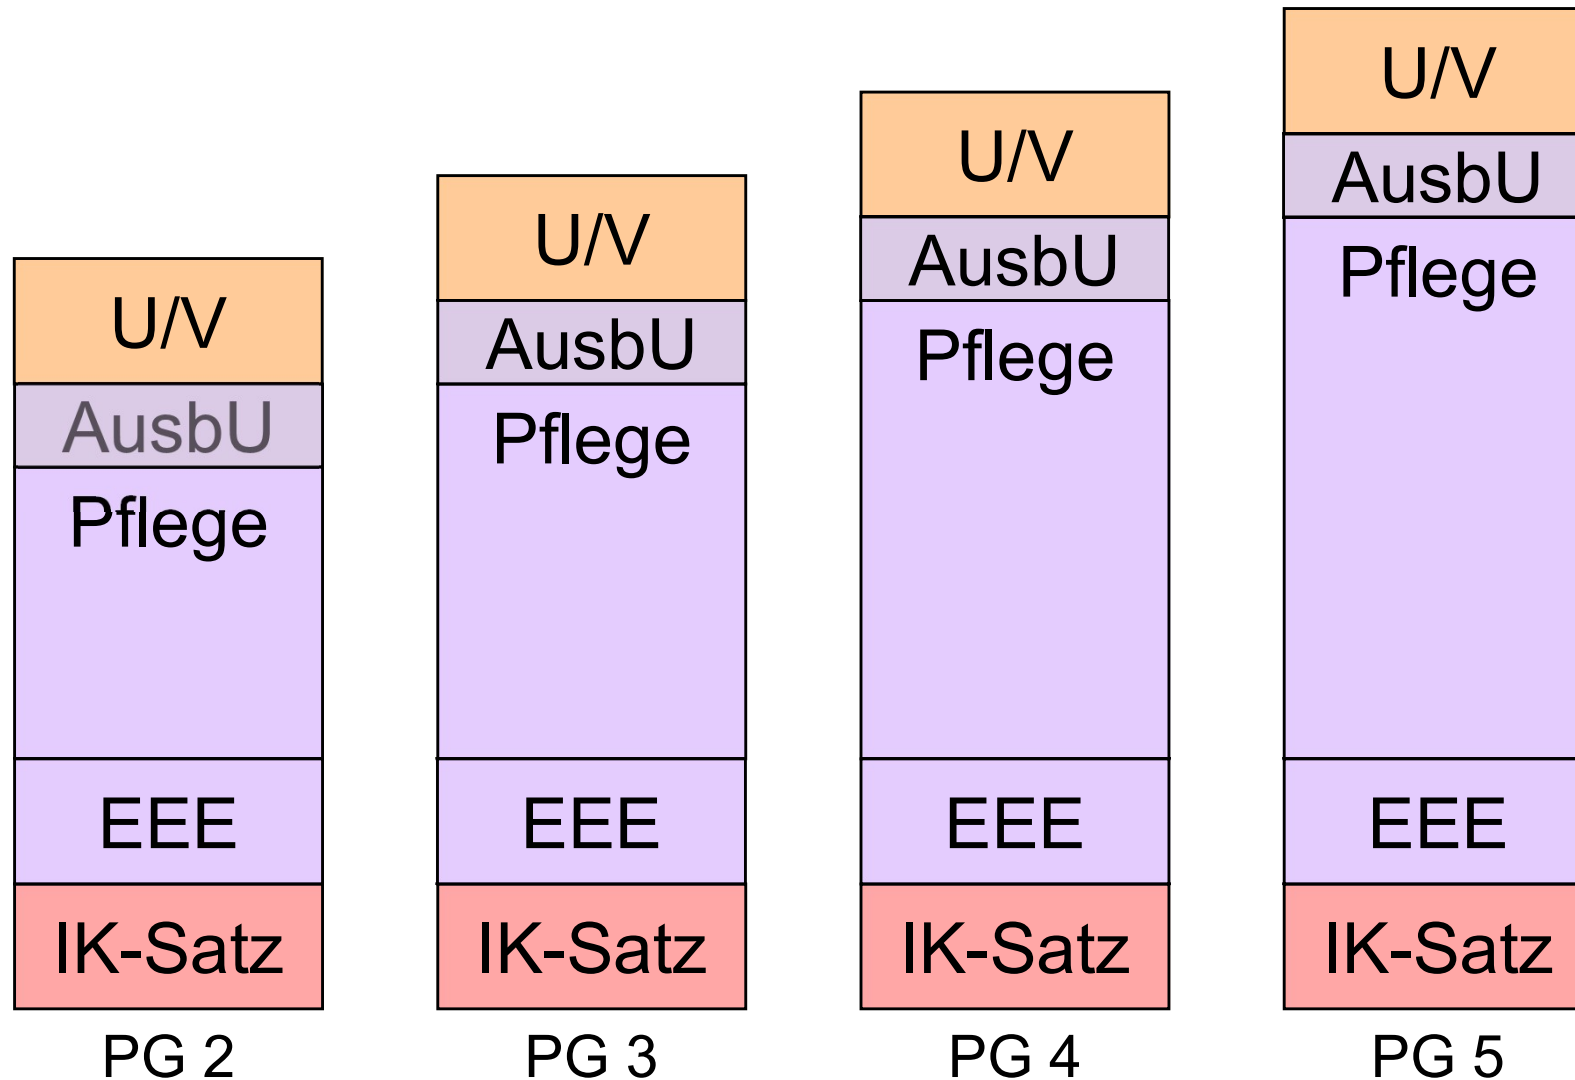 U/V
AusbU
Pflege
EEE
IK-Satz
PG 2
U/V
AusbU
Pflege
EEE
IK-Satz
PG 3
U/V
AusbU
Pflege
EEE
IK-Satz
PG 4
U/V
AusbU
Pflege
EEE
IK-Satz
PG 5